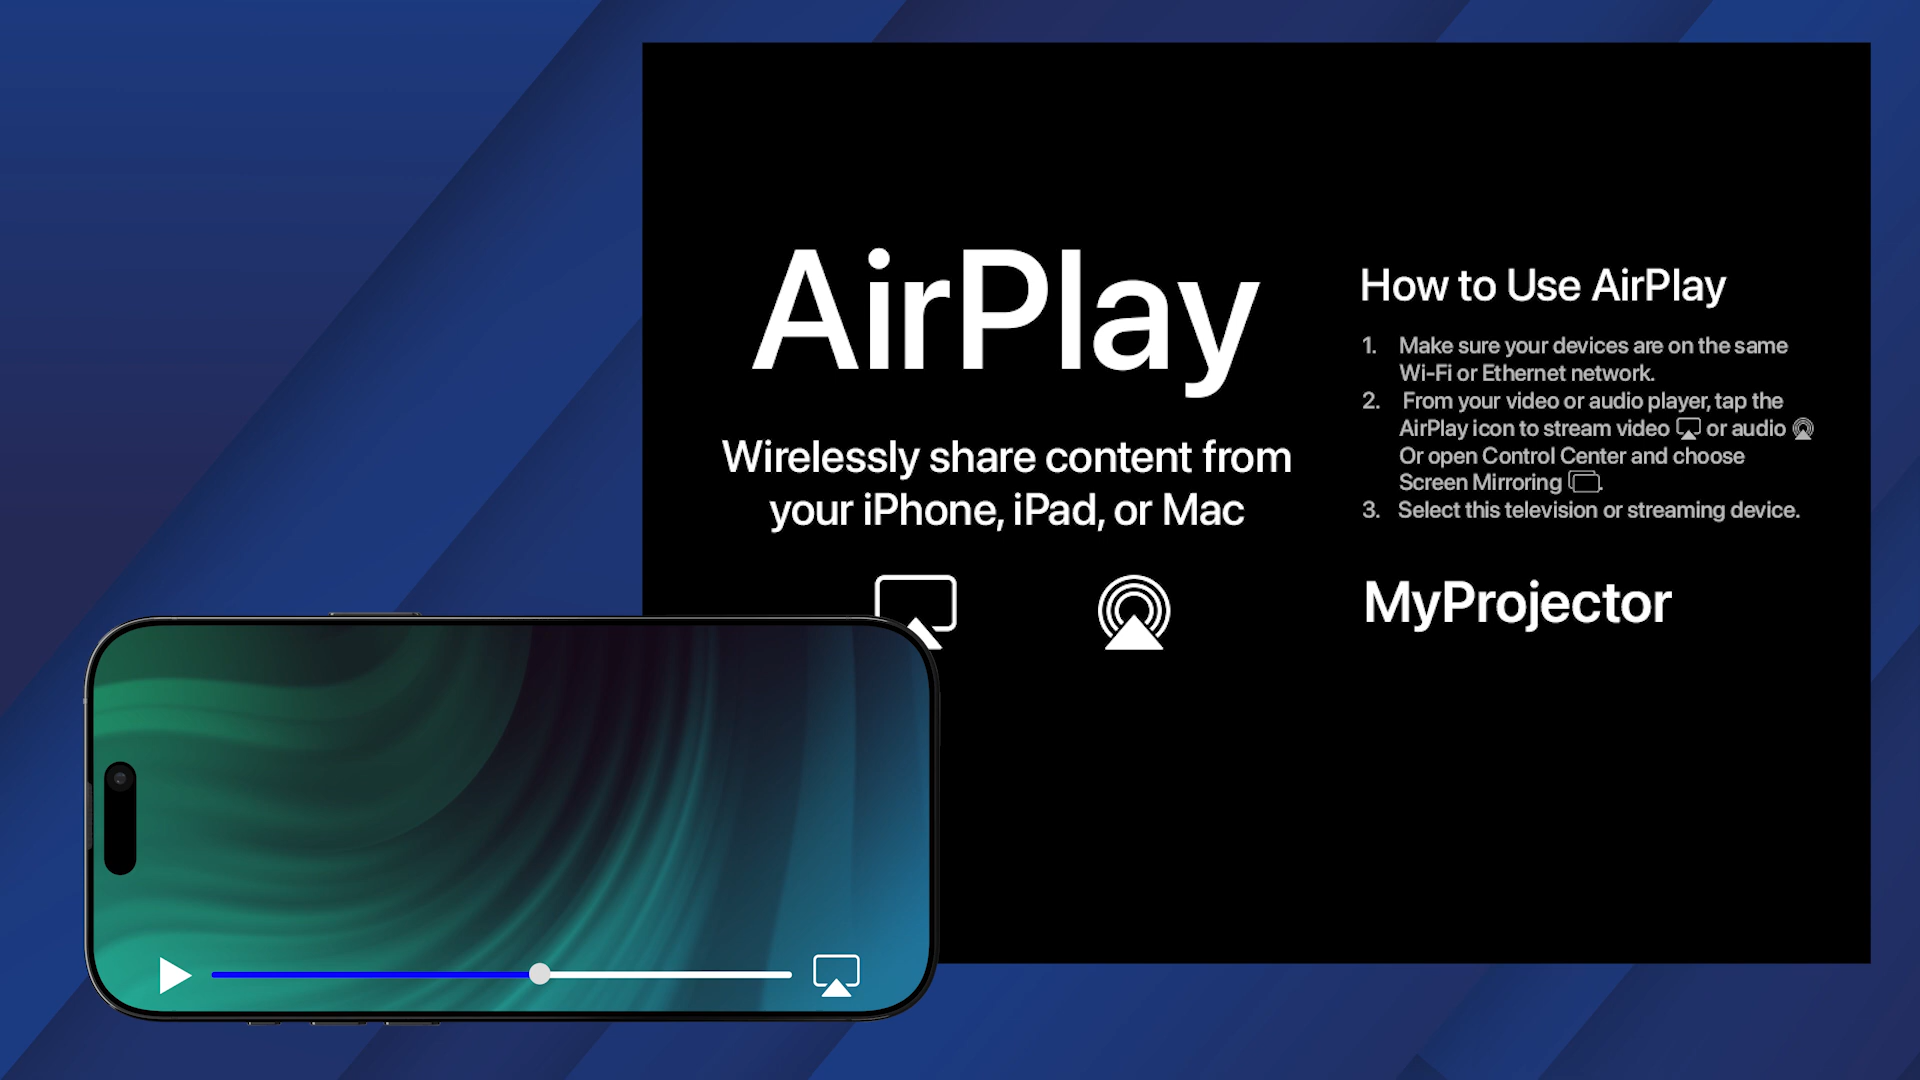 AirPlay
Wirelessly share content from
your iPhone, iPad, or Mac
How to Use AirPlay
1. Make sure your devices are on the same
Wi-Fi or Ethernet network.
2. From your video or audio player, tap the
AirPlay icon to stream video or audio
Or open Control Center and choose
Screen Mirroring .
3. Select this television or streaming device.
MyProjector